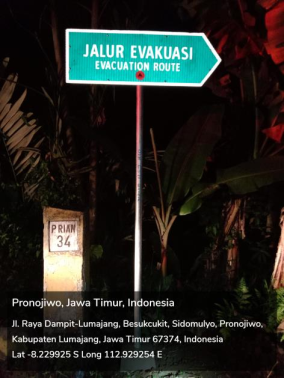 JALUR EVAKUASI
EVACUATION ROUTE
PRIAN
34
Pronojiwo, Jawa Timur, Indonesia
Jl. Raya Dampit-Lumajang, Besukcukit, Sidomulyo, Pronojiwo,
Kabupaten Lumajang, Jawa Timur 67374, Indonesia
Lat -8.229925 S Long 112.929254 E